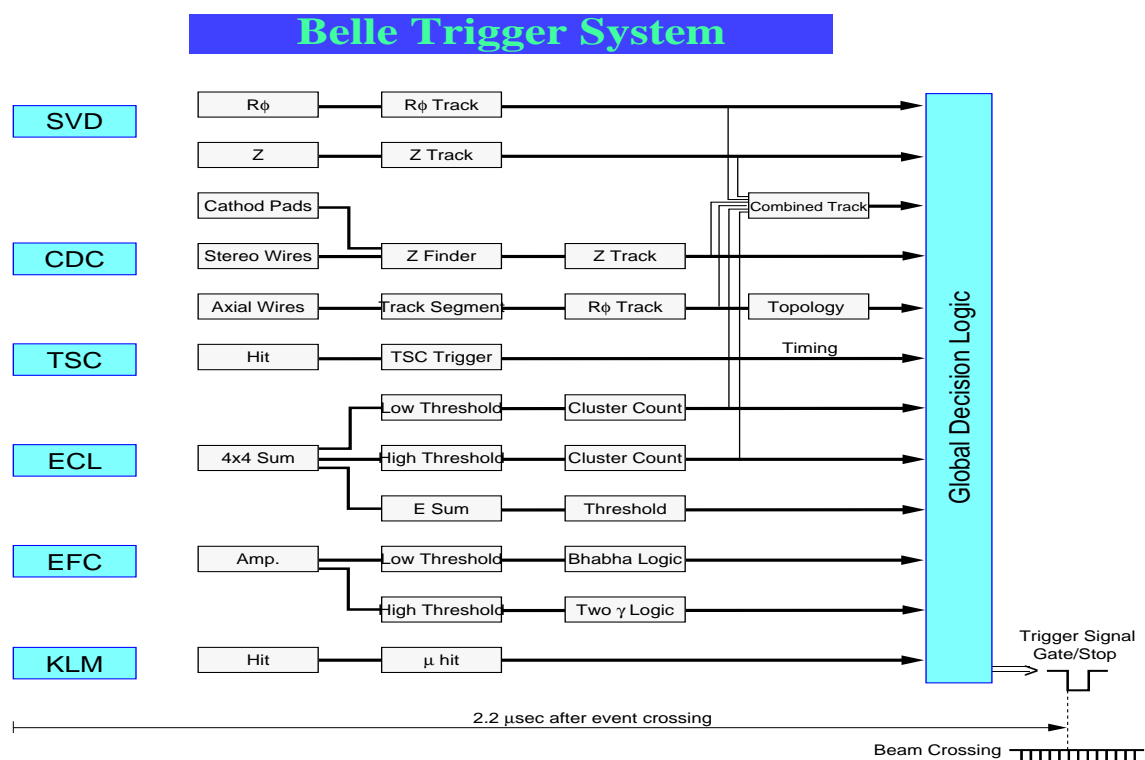 Belle Trigger System
SVD
Rϕ
Rϕ Track
Z
Z Track
Cathod Pads
Combined Track
CDC
Stereo Wires
Z Finder
Z Track
Axial Wires
Track Segment
Rϕ Track
Topology
TSC
Hit
TSC Trigger
Timing
Low Threshold
Cluster Count
ECL
4x4 Sum
High Threshold
Cluster Count
E Sum
Threshold
EFC
Amp.
Low Threshold
Bhabha Logic
High Threshold
Two γ Logic
KLM
Hit
μ hit
Global Decision Logic
Trigger Signal
Gate/Stop
2.2 μsec after event crossing
Beam Crossing